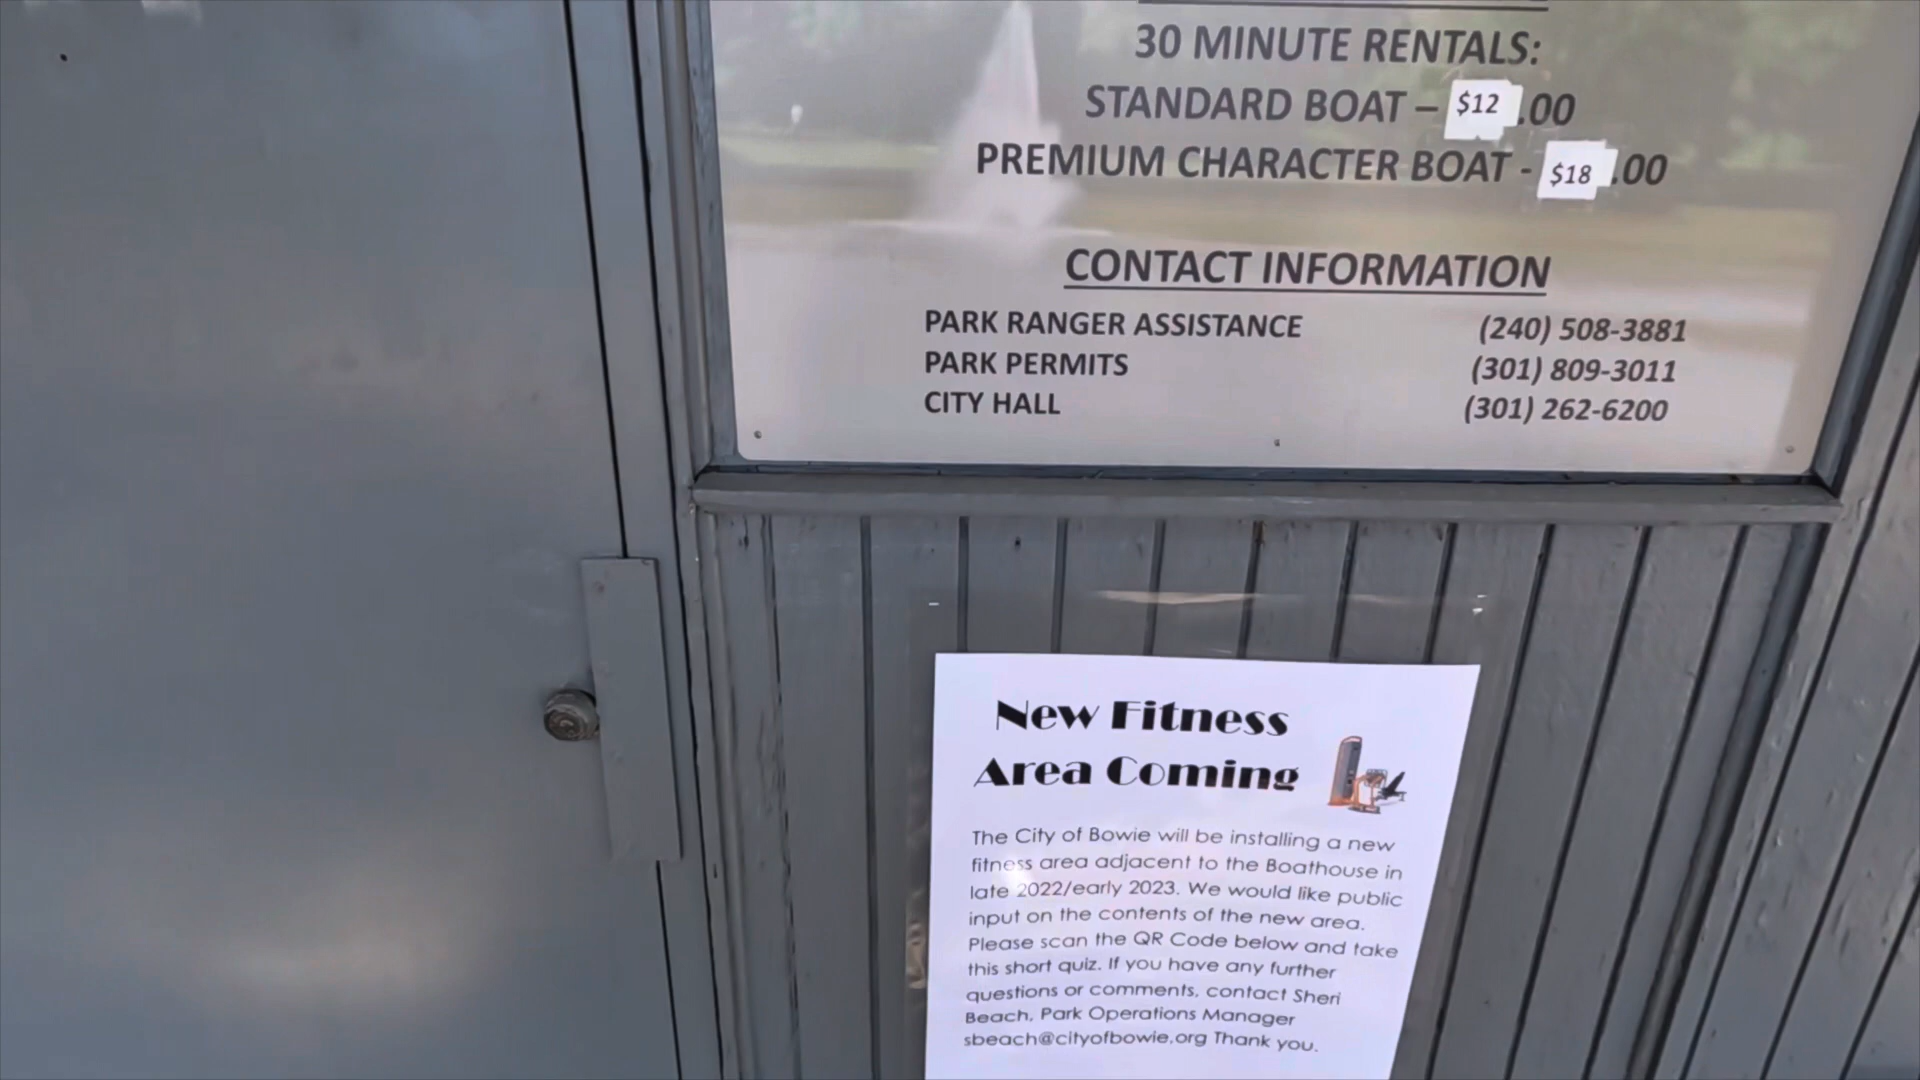 30 MINUTE RENTALS:
STANDARD BOAT – $12.00
PREMIUM CHARACTER BOAT - $18.00
CONTACT INFORMATION
PARK RANGER ASSISTANCE (240) 508-3881
PARK PERMITS (301) 809-3011
CITY HALL (301) 262-6200
New Fitness
Area Coming
The City of Bowie will be installing a new
fitness area adjacent to the Boathouse in
late 2022/early 2023. We would like public
input on the contents of the new area.
Please scan the QR Code below and take
this short quiz. If you have any further
questions or comments, contact Sheri
Beach, Park Operations Manager
sbeach@cityofbowie.org Thank you.